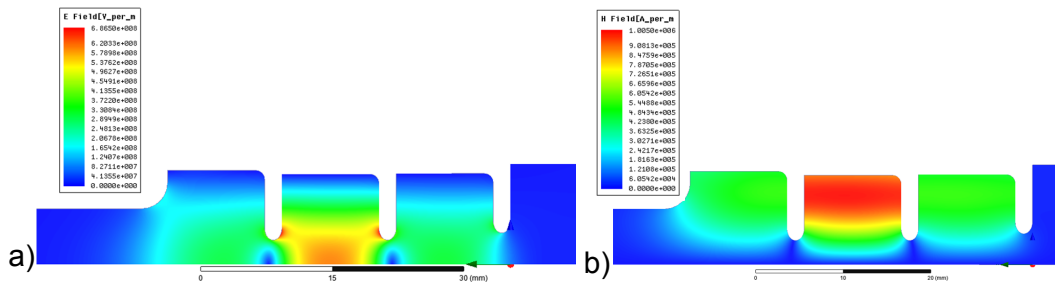 E Field[V_per_m
6.8650e+008
6.2033e+008
5.7898e+008
5.3762e+008
4.9627e+008
4.5491e+008
4.1355e+008
3.7220e+008
3.3084e+008
2.8949e+008
2.4813e+008
2.0678e+008
1.6542e+008
1.2407e+008
8.2711e+007
4.1355e+007
0.0000e+000
a)
0 15 30 (mm)
H Field[A_per_m
1.0050e+006
9.0813e+005
8.4759e+005
7.8705e+005
7.2651e+005
6.6596e+005
6.0542e+005
5.4488e+005
4.8434e+005
4.2380e+005
3.6325e+005
3.0271e+005
2.4217e+005
1.8163e+005
1.2108e+005
6.0542e+004
0.0000e+000
b)
0 10 20 (mm)